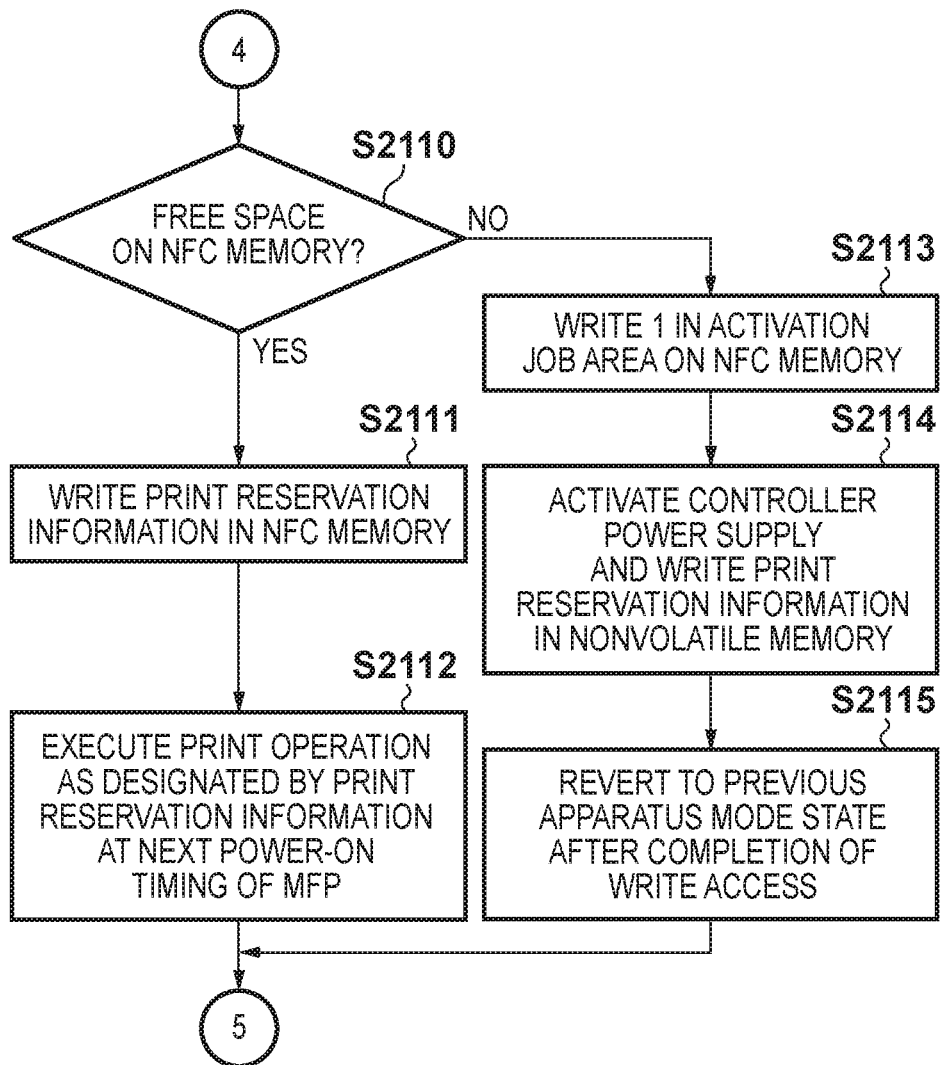 4
S2110
FREE SPACE
ON NFC MEMORY?
NO
YES
S2113
WRITE 1 IN ACTIVATION
JOB AREA ON NFC MEMORY
S2111
WRITE PRINT RESERVATION
INFORMATION IN NFC MEMORY
S2114
ACTIVATE CONTROLLER
POWER SUPPLY
AND WRITE PRINT
RESERVATION INFORMATION
IN NONVOLATILE MEMORY
S2112
EXECUTE PRINT OPERATION
AS DESIGNATED BY PRINT
RESERVATION INFORMATION
AT NEXT POWER-ON
TIMING OF MFP
S2115
REVERT TO PREVIOUS
APPARATUS MODE STATE
AFTER COMPLETION OF
WRITE ACCESS
5